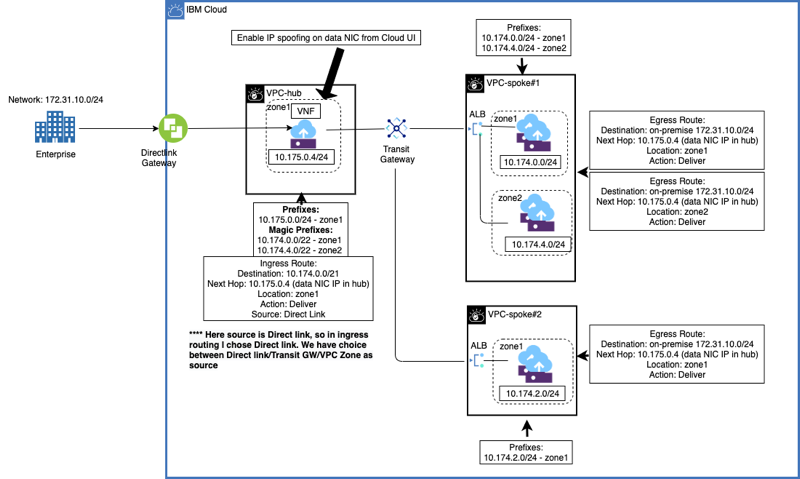 IBM Cloud
Enable IP spoofing on data NIC from Cloud UI
Prefixes:
10.174.0.0/24 - zone1
10.174.4.0/24 - zone2
Network: 172.31.10.0/24
Enterprise
Directlink
Gateway
VPC-hub
zone1
VNF
10.175.0.4/24
Transit
Gateway
Prefixes:
10.175.0.0/24 - zone1
Magic Prefixes:
10.174.0.0/22 - zone1
10.174.4.0/22 - zone2
Ingress Route:
Destination: 10.174.0.0/21
Next Hop: 10.175.0.4 (data NIC IP in hub)
Location: zone1
Action: Deliver
Source: Direct Link
**** Here source is Direct link, so in ingress
routing I chose Direct link. We have choice
between Direct link/Transit GW/VPC Zone as
source
VPC-spoke#1
ALB
zone1
10.174.0.0/24
zone2
10.174.4.0/24
Egress Route:
Destination: on-premise 172.31.10.0/24
Next Hop: 10.175.0.4 (data NIC IP in hub)
Location: zone1
Action: Deliver
Egress Route:
Destination: on-premise 172.31.10.0/24
Next Hop: 10.175.0.4 (data NIC IP in hub)
Location: zone2
Action: Deliver
VPC-spoke#2
ALB
zone1
10.174.2.0/24
Egress Route:
Destination: on-premise 172.31.10.0/24
Next Hop: 10.175.0.4 (data NIC IP in hub)
Location: zone1
Action: Deliver
Prefixes:
10.174.2.0/24 - zone1